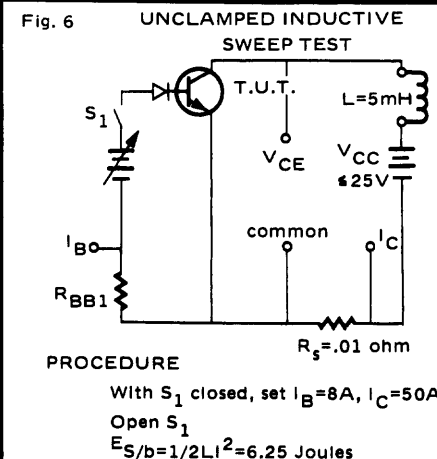 Fig. 6 UNCLAMPED INDUCTIVE
SWEEP TEST
T.U.T.
L=5mH
S1
VCE
VCC
≤25V
IB
common
IC
RBB1
Rs=.01 ohm
PROCEDURE
With S1 closed, set IB=8A, IC=50A
Open S1
ES/b=1/2LI²=6.25 Joules